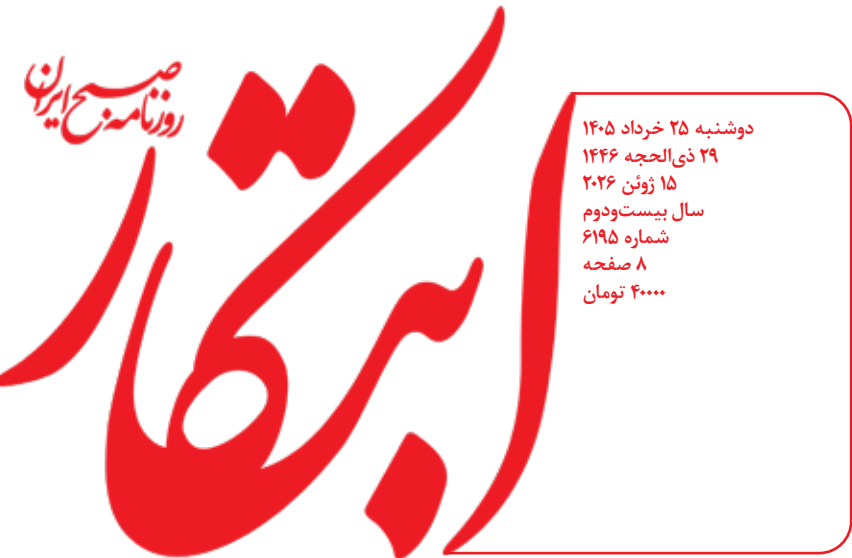 روزنامه صبح ایران
ابتکار
دوشنبه ۲۵ خرداد ۱۴۰۵
۲۹ ذی‌الحجه ۱۴۴۶
۱۵ ژوئن ۲۰۲۶
سال بیست‌ودوم
شماره ۶۱۹۵
۸ صفحه
۴۰۰۰۰ تومان